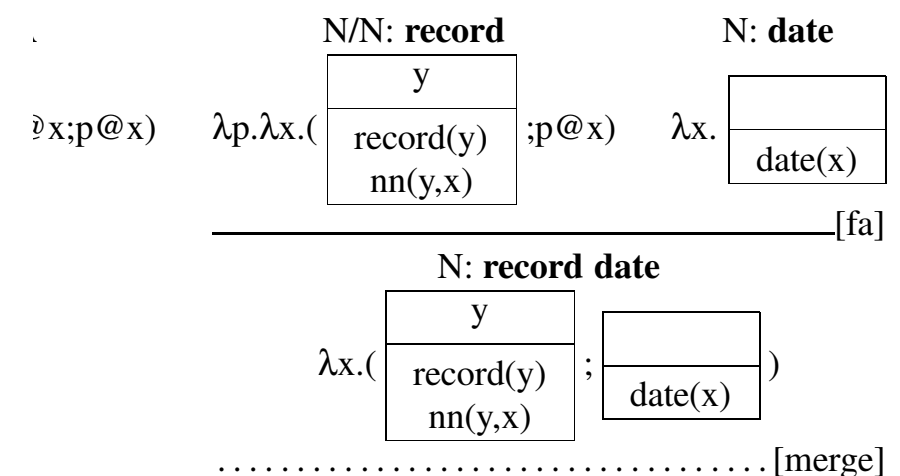 N/N: record N: date
y
@x;p@x) λp.λx.( record(y) ;p@x) λx. date(x)
nn(y,x)
[fa]
N: record date
y
λx.( record(y) ; date(x) )
nn(y,x)
...................................[merge]